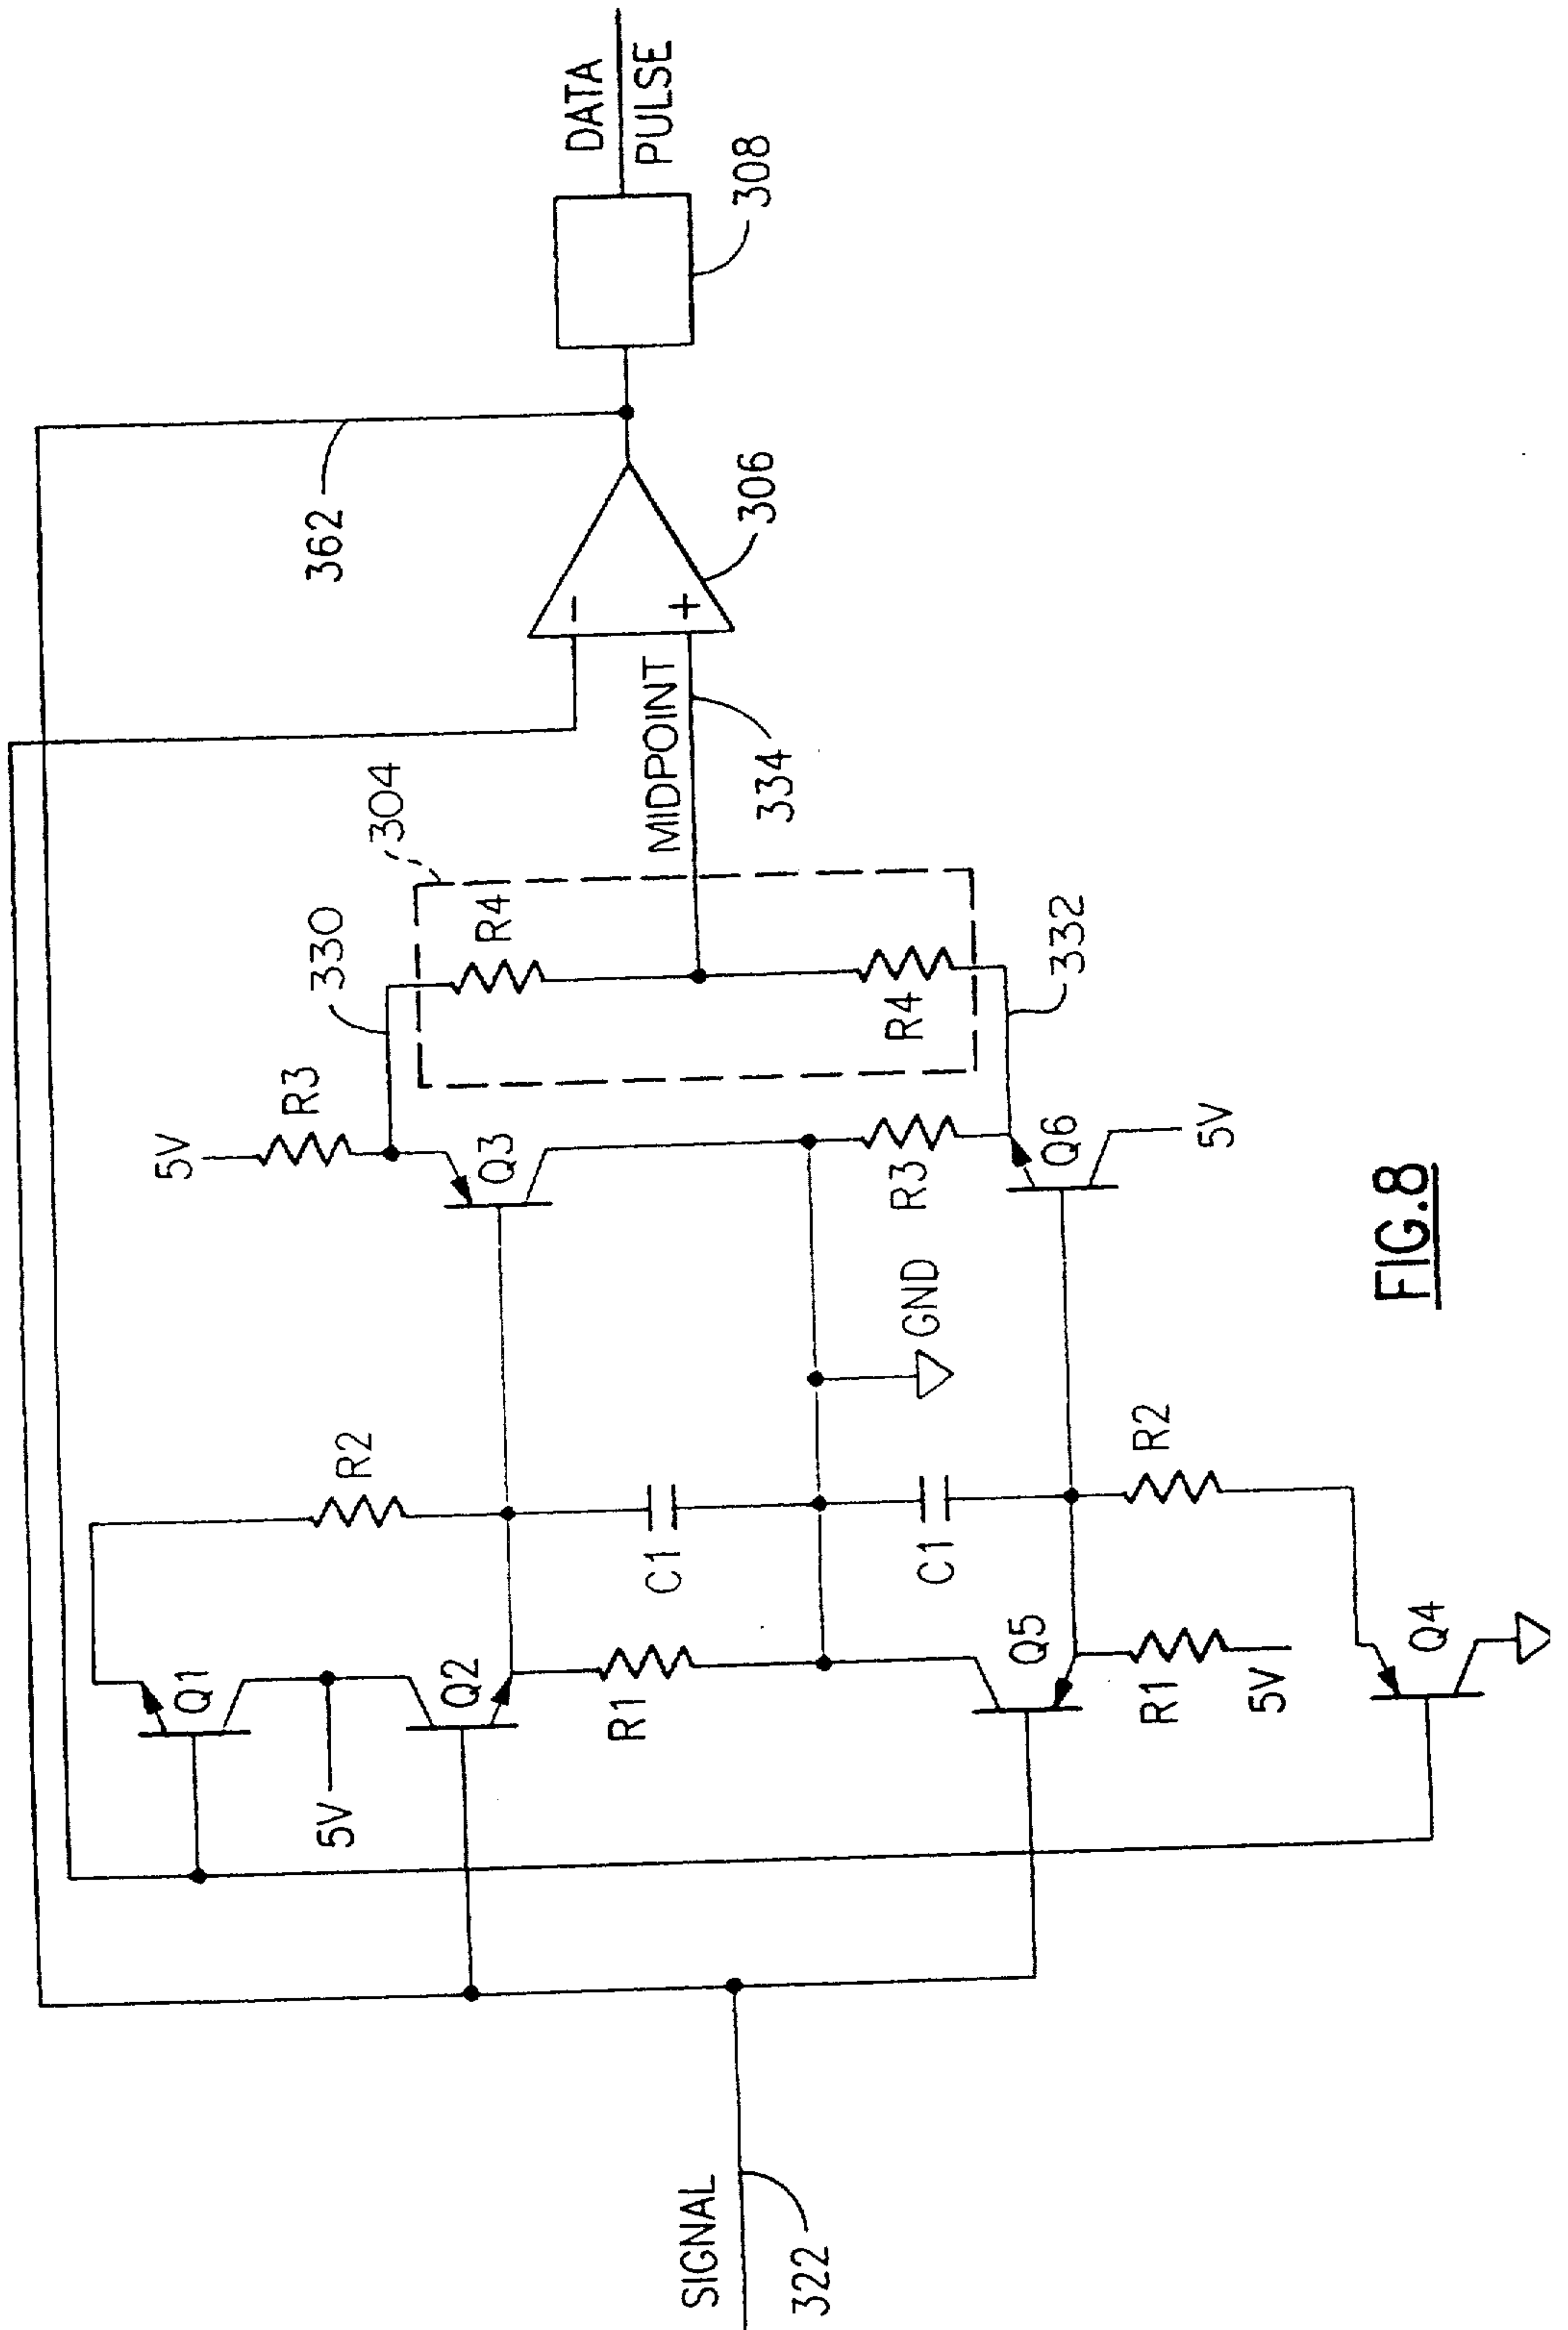 DATA
PULSE
308
362
306
−
+
MIDPOINT
334
304
330
R4
R4
332
5V
R3
Q3
R3
Q6
5V
GND
R2
C1
C1
R2
Q1
5V
Q2
R1
Q5
R1
5V
Q4
SIGNAL
322
FIG.8